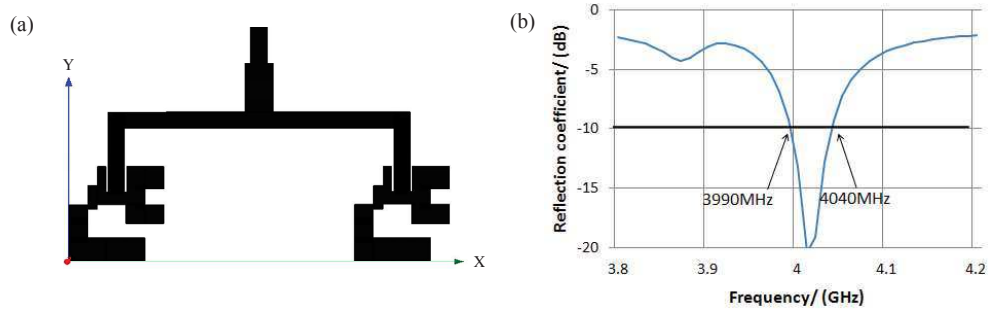 (a)
Y
X
(b)
Reflection coefficient/ (dB)
0
-5
-10
-15
-20
3990MHz
4040MHz
3.8
3.9
4
4.1
4.2
Frequency/ (GHz)